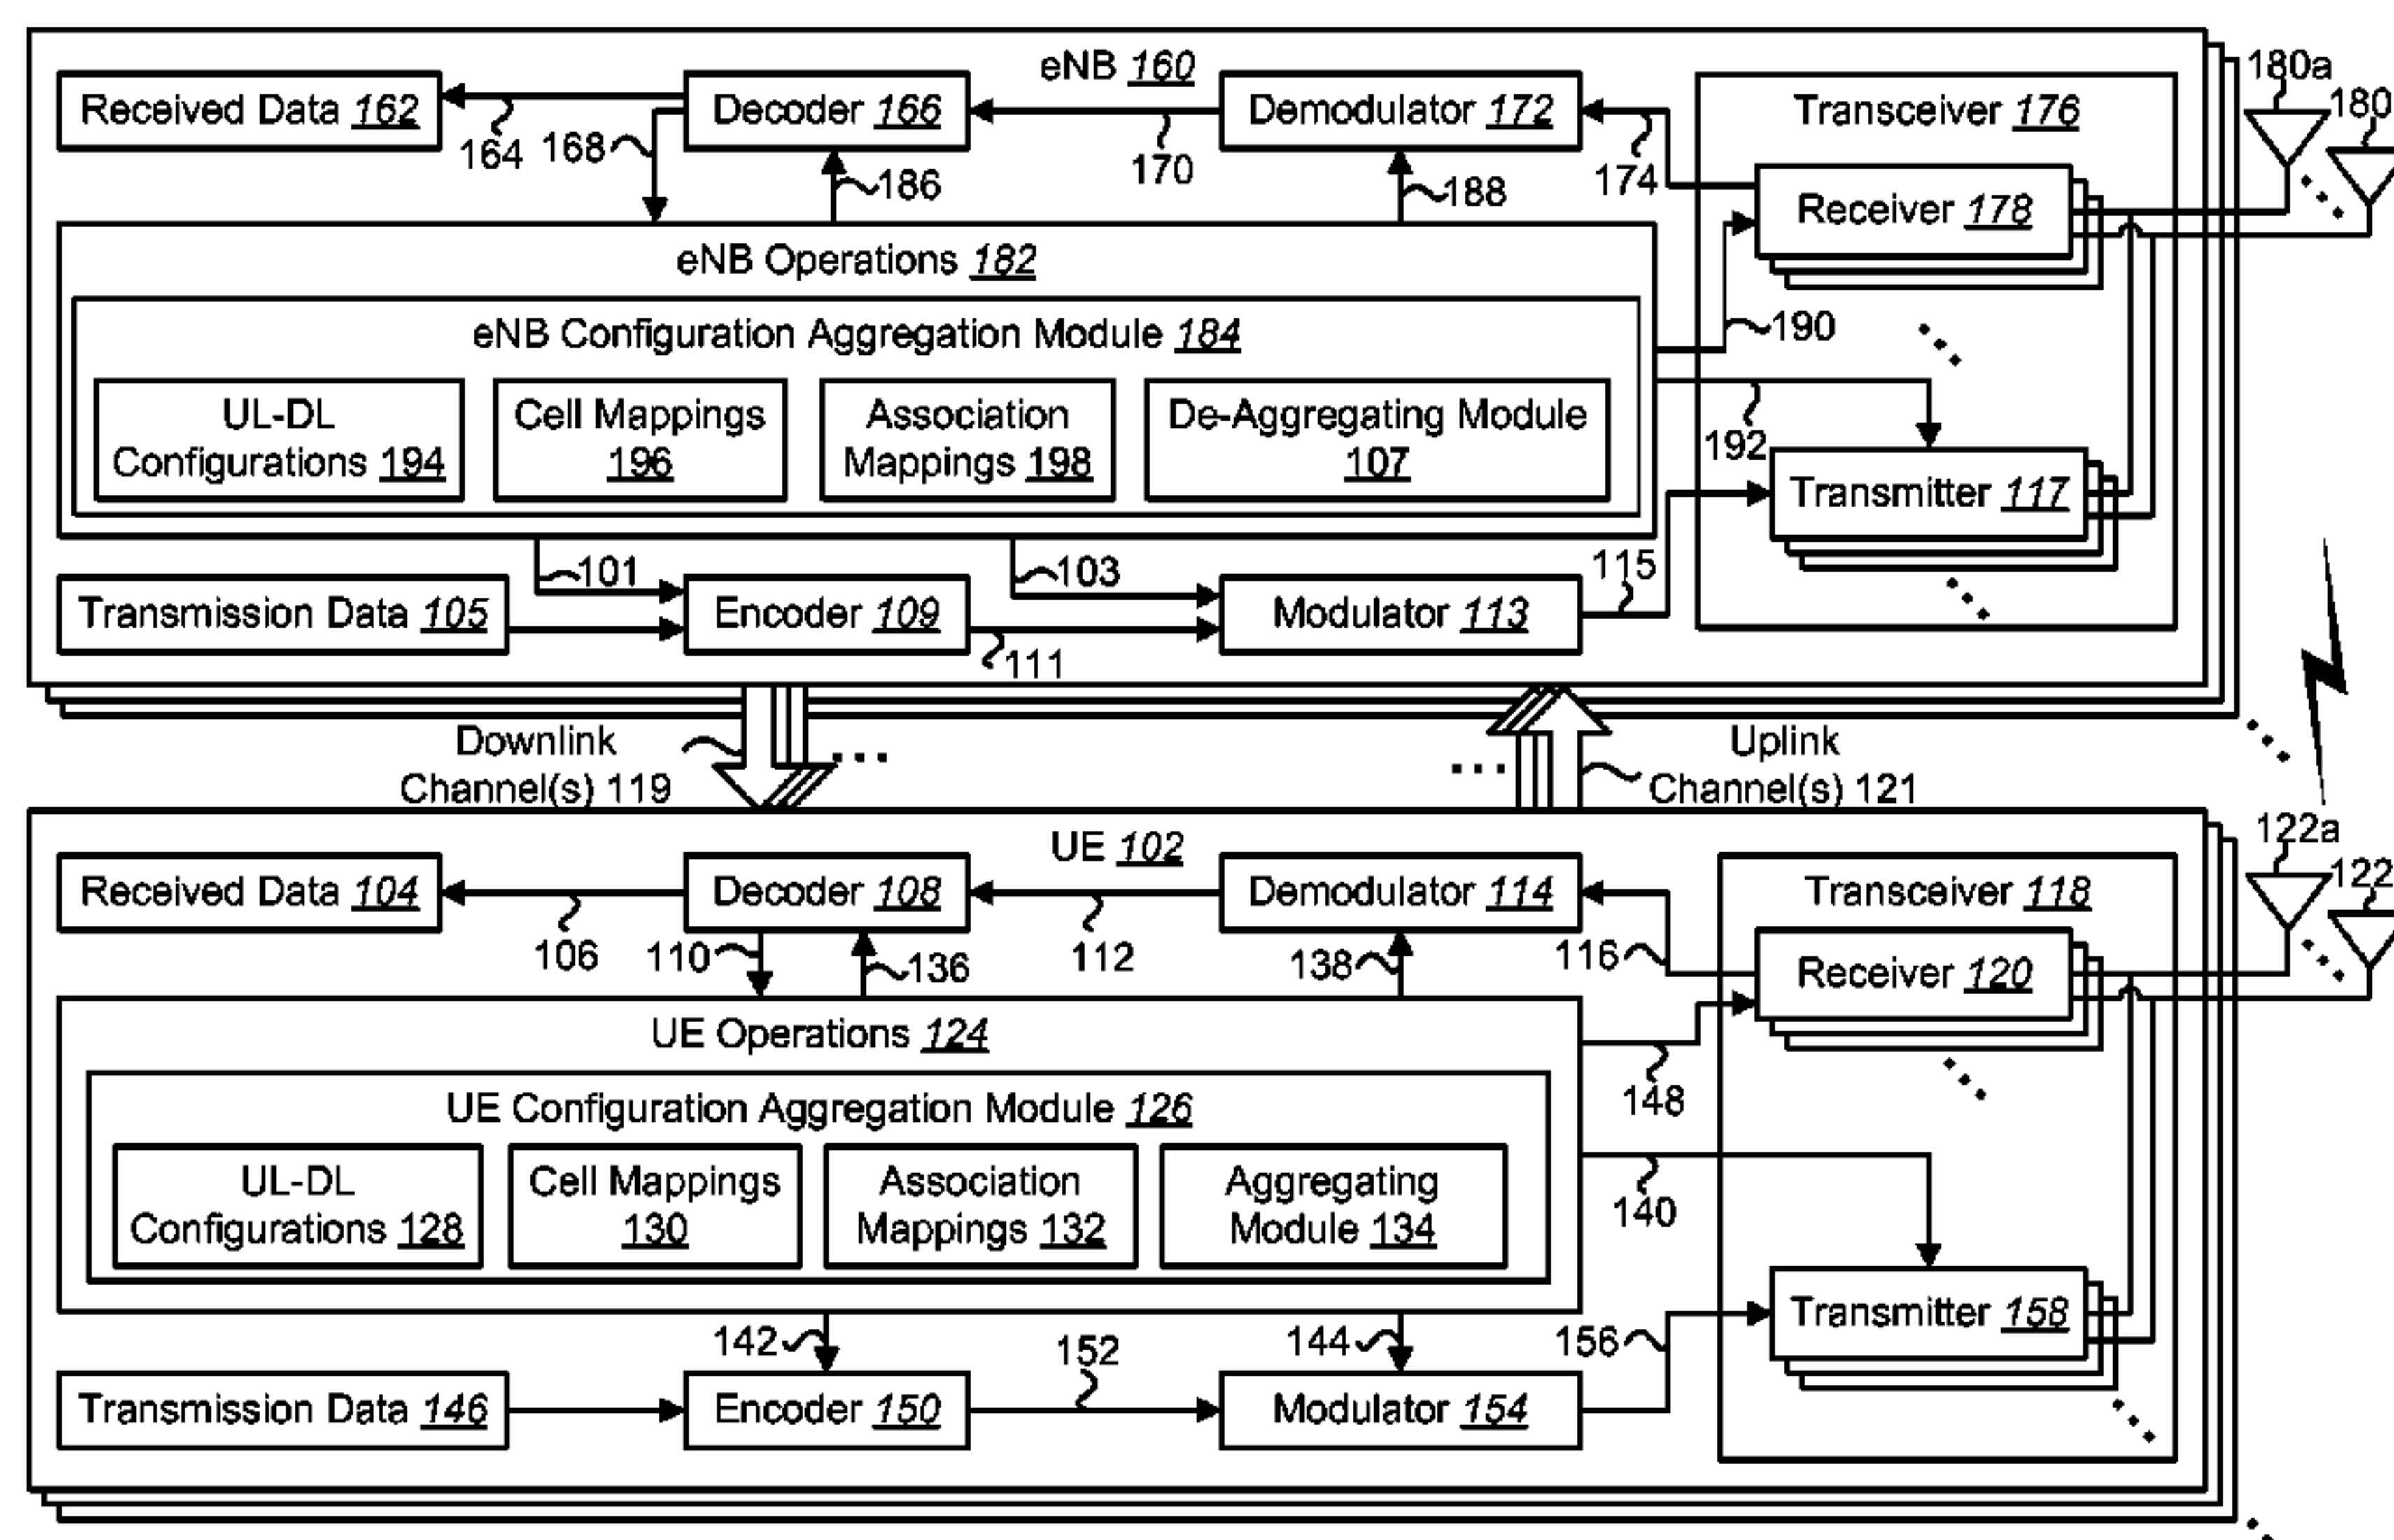 eNB 160
180a
180
Received Data 162
Decoder 166
Demodulator 172
Transceiver 176
164
168
186
170
188
174
Receiver 178
eNB Operations 182
190
eNB Configuration Aggregation Module 184
UL-DL
Configurations 194
Cell Mappings
196
Association
Mappings 198
De-Aggregating Module
107
192
Transmitter 117
101
103
115
Transmission Data 105
Encoder 109
Modulator 113
111
Downlink
Channel(s) 119
Uplink
Channel(s) 121
UE 102
122a
122
Received Data 104
Decoder 108
Demodulator 114
Transceiver 118
106
110
136
112
138
116
Receiver 120
UE Operations 124
148
UE Configuration Aggregation Module 126
UL-DL
Configurations 128
Cell Mappings
130
Association
Mappings 132
Aggregating
Module 134
140
Transmitter 158
142
152
144
156
Transmission Data 146
Encoder 150
Modulator 154